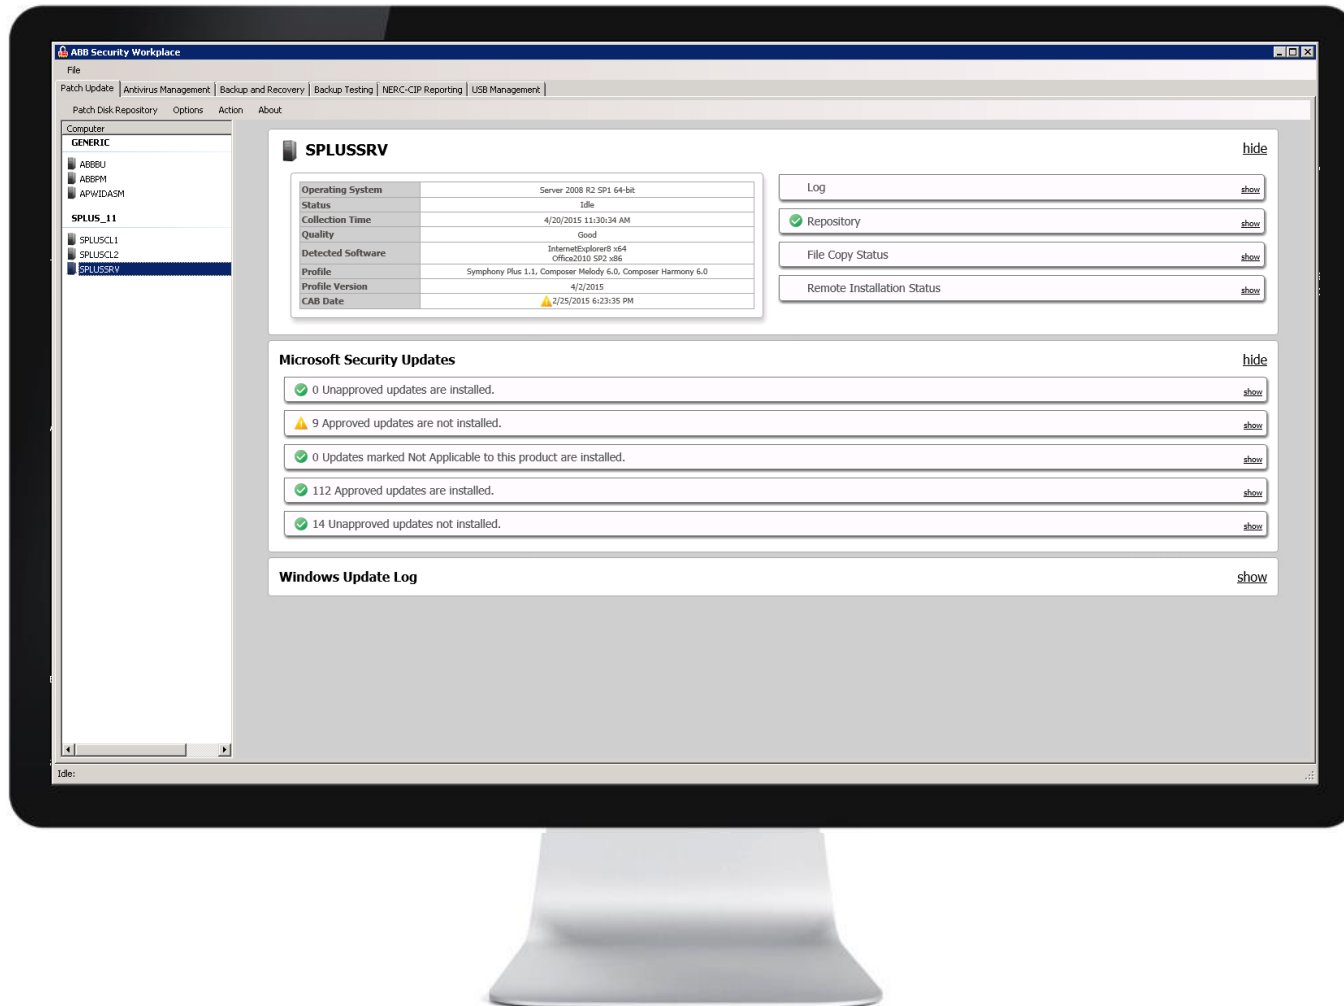 ABB Security Workplace
File
Patch Update Antivirus Management Backup and Recovery Backup Testing NERC-CIP Reporting USB Management
Patch Disk Repository Options Action About
Computer
GENERIC
ABBBU
ABBPM
APWIDASM
SPLUS_11
SPLUSCL1
SPLUSCL2
SPLUSSRV
SPLUSSRV hide
Operating System Server 2008 R2 SP1 64-bit
Status Idle
Collection Time 4/20/2015 11:30:34 AM
Quality Good
Detected Software InternetExplorer8 x64
Office2010 SP2 x86
Profile Symphony Plus 1.1, Composer Melody 6.0, Composer Harmony 6.0
Profile Version 4/2/2015
CAB Date 2/25/2015 6:23:35 PM
Log show
Repository show
File Copy Status show
Remote Installation Status show
Microsoft Security Updates hide
0 Unapproved updates are installed. show
9 Approved updates are not installed. show
0 Updates marked Not Applicable to this product are installed. show
112 Approved updates are installed. show
14 Unapproved updates not installed. show
Windows Update Log show
Idle: